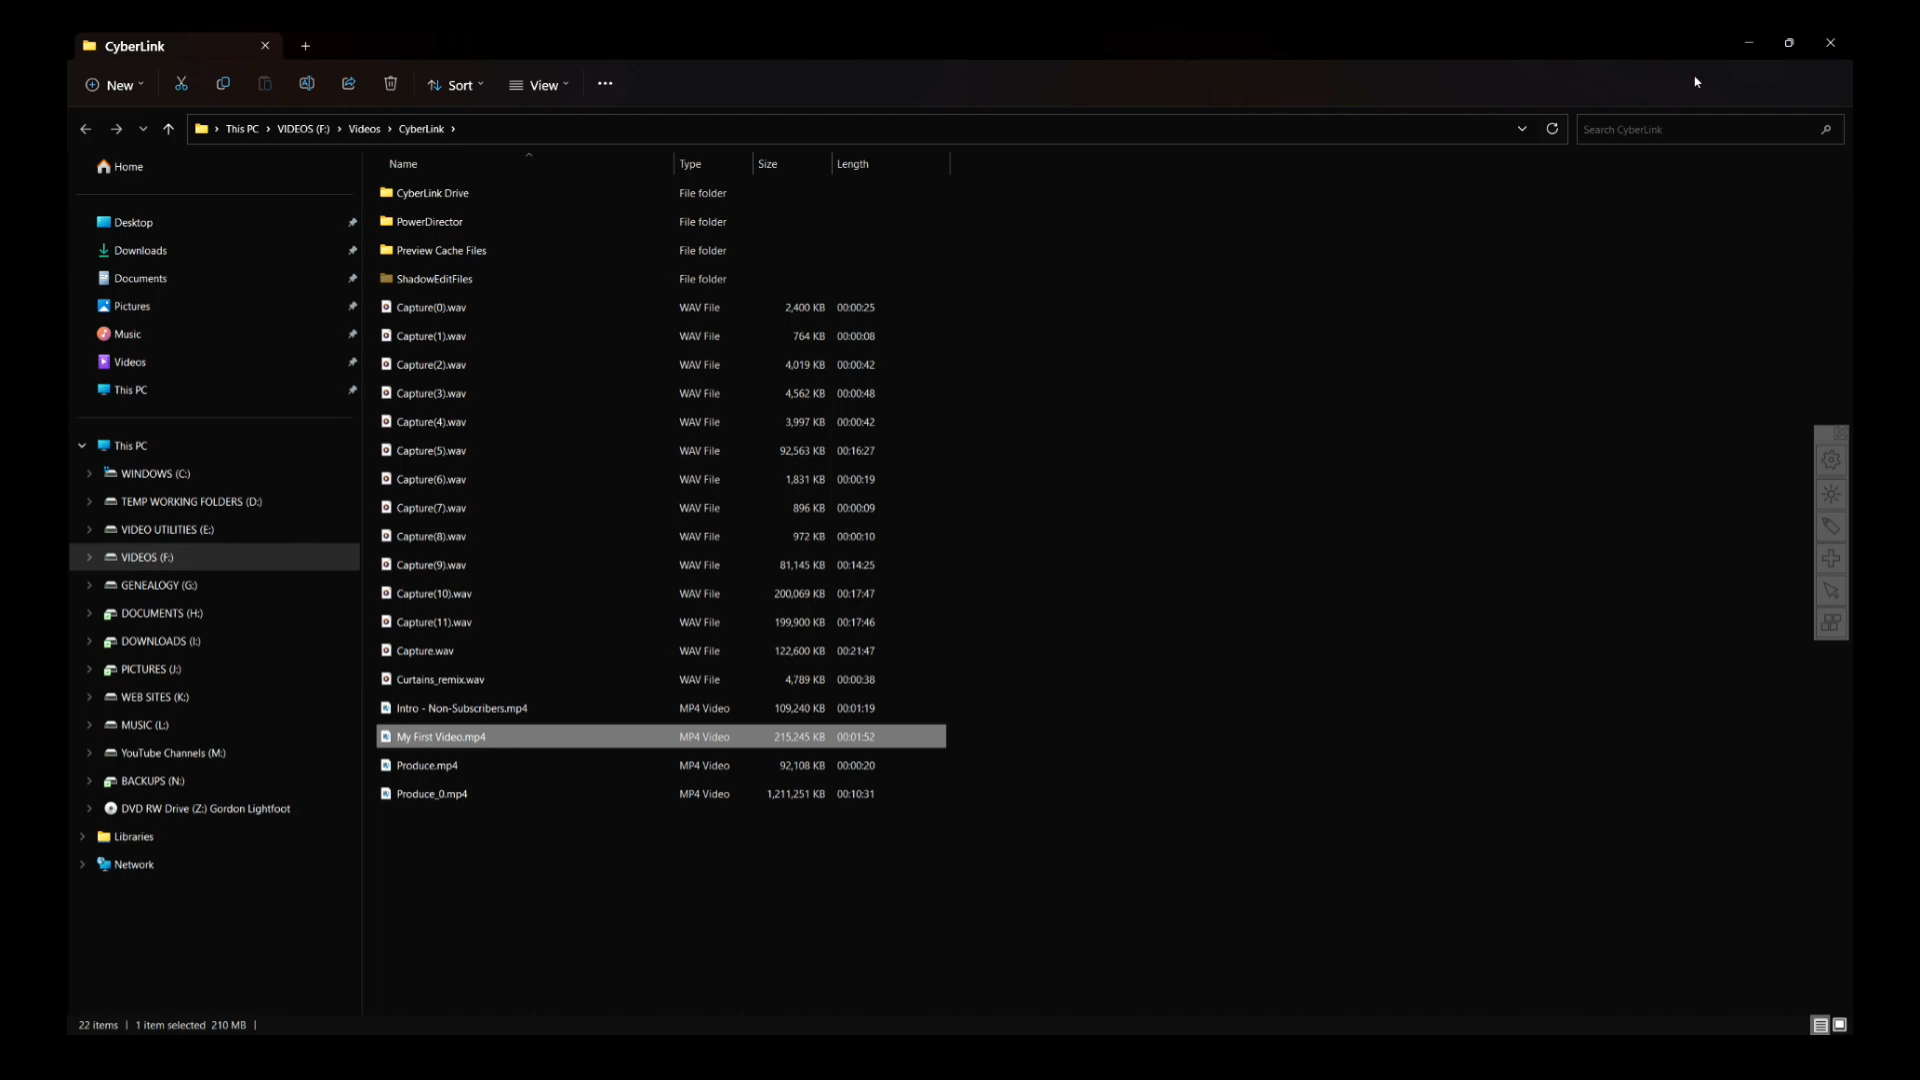 CyberLink
New
Sort
View
This PC > VIDEOS (F:) > Videos > CyberLink >
Search CyberLink
Home
Desktop
Downloads
Documents
Pictures
Music
Videos
This PC
This PC
WINDOWS (C:)
TEMP WORKING FOLDERS (D:)
VIDEO UTILITIES (E:)
VIDEOS (F:)
GENEALOGY (G:)
DOCUMENTS (H:)
DOWNLOADS (I:)
PICTURES (J:)
WEB SITES (K:)
MUSIC (L:)
YouTube Channels (M:)
BACKUPS (N:)
DVD RW Drive (Z:) Gordon Lightfoot
Libraries
Network
Name Type Size Length
CyberLink Drive File folder
PowerDirector File folder
Preview Cache Files File folder
ShadowEditFiles File folder
Capture(0).wav WAV File 2,400 KB 00:00:25
Capture(1).wav WAV File 764 KB 00:00:08
Capture(2).wav WAV File 4,019 KB 00:00:42
Capture(3).wav WAV File 4,562 KB 00:00:48
Capture(4).wav WAV File 3,997 KB 00:00:42
Capture(5).wav WAV File 92,563 KB 00:16:27
Capture(6).wav WAV File 1,831 KB 00:00:19
Capture(7).wav WAV File 896 KB 00:00:09
Capture(8).wav WAV File 972 KB 00:00:10
Capture(9).wav WAV File 81,145 KB 00:14:25
Capture(10).wav WAV File 200,069 KB 00:17:47
Capture(11).wav WAV File 199,900 KB 00:17:46
Capture.wav WAV File 122,600 KB 00:21:47
Curtains_remix.wav WAV File 4,789 KB 00:00:38
Intro - Non-Subscribers.mp4 MP4 Video 109,240 KB 00:01:19
My First Video.mp4 MP4 Video 215,245 KB 00:01:52
Produce.mp4 MP4 Video 92,108 KB 00:00:20
Produce_0.mp4 MP4 Video 1,211,251 KB 00:10:31
22 items | 1 item selected 210 MB |